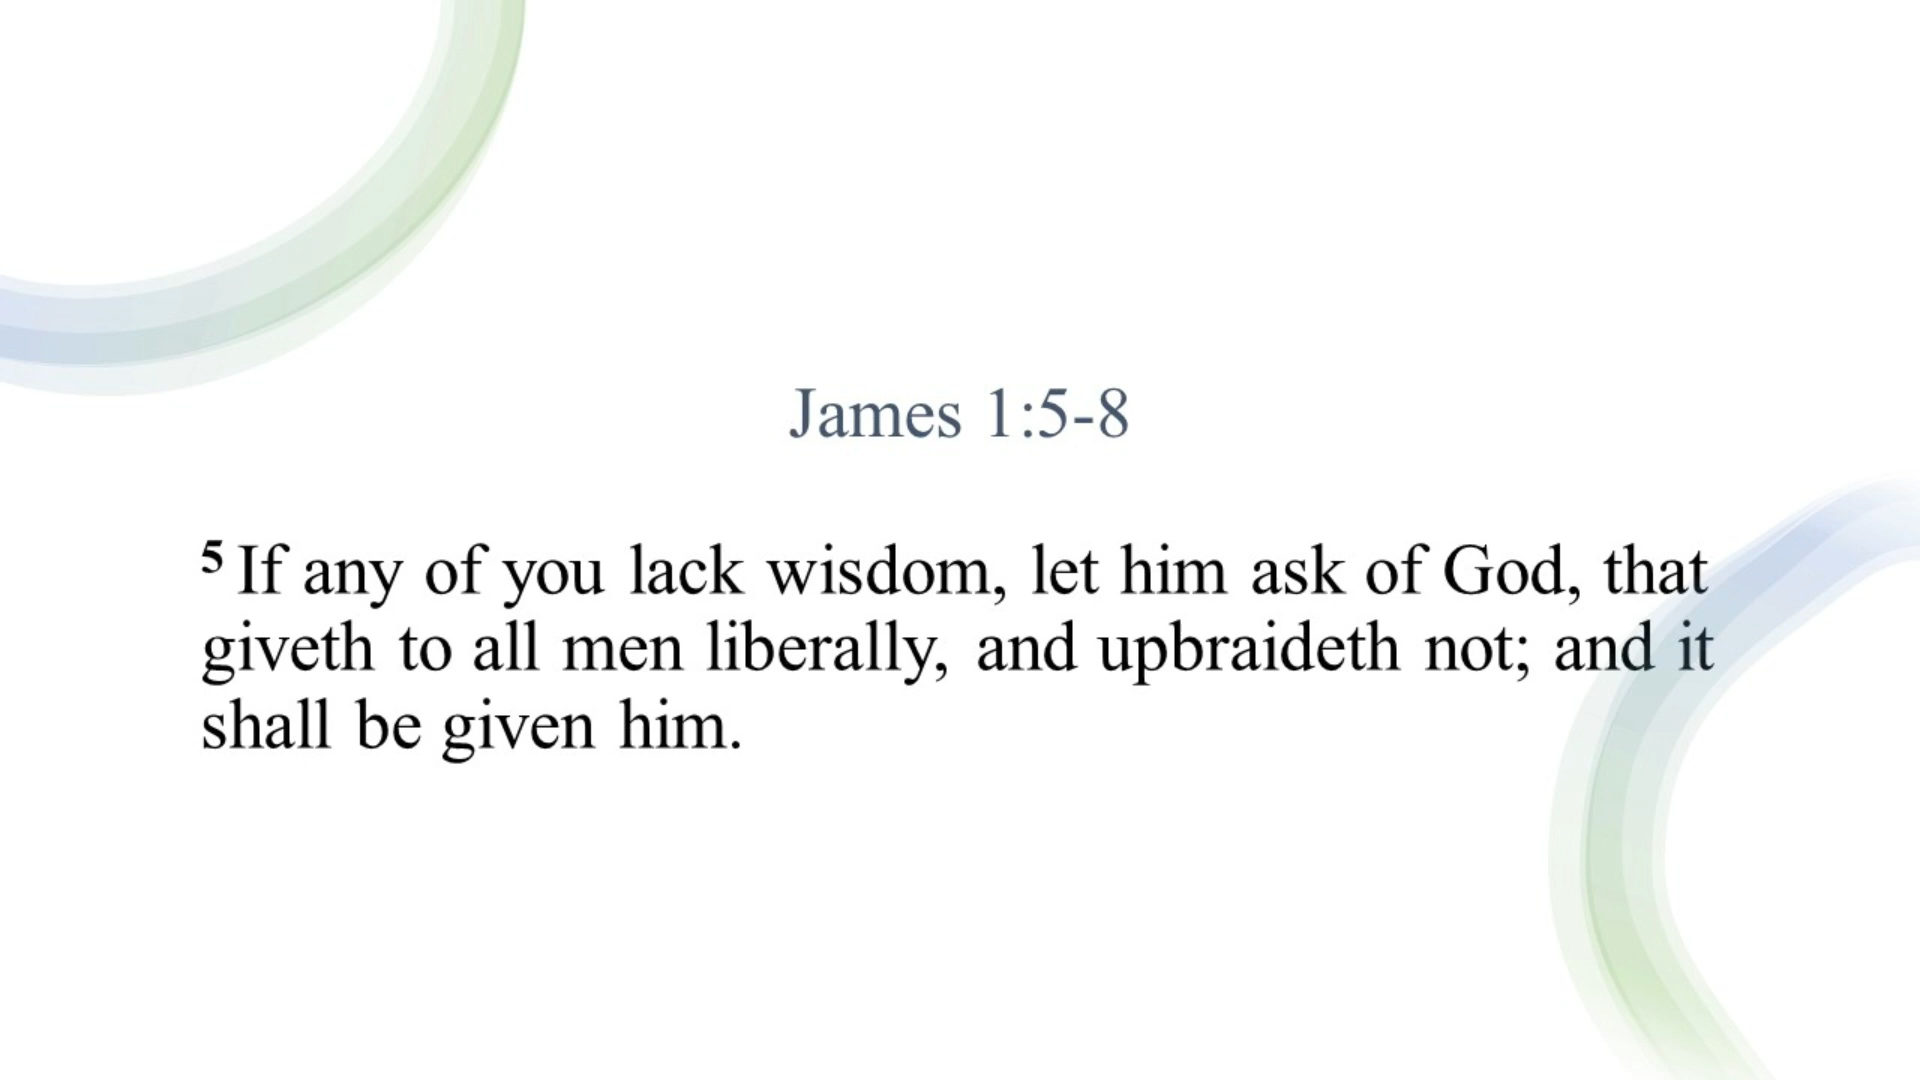 James 1:5-8
5 If any of you lack wisdom, let him ask of God, that
giveth to all men liberally, and upbraideth not; and it
shall be given him.